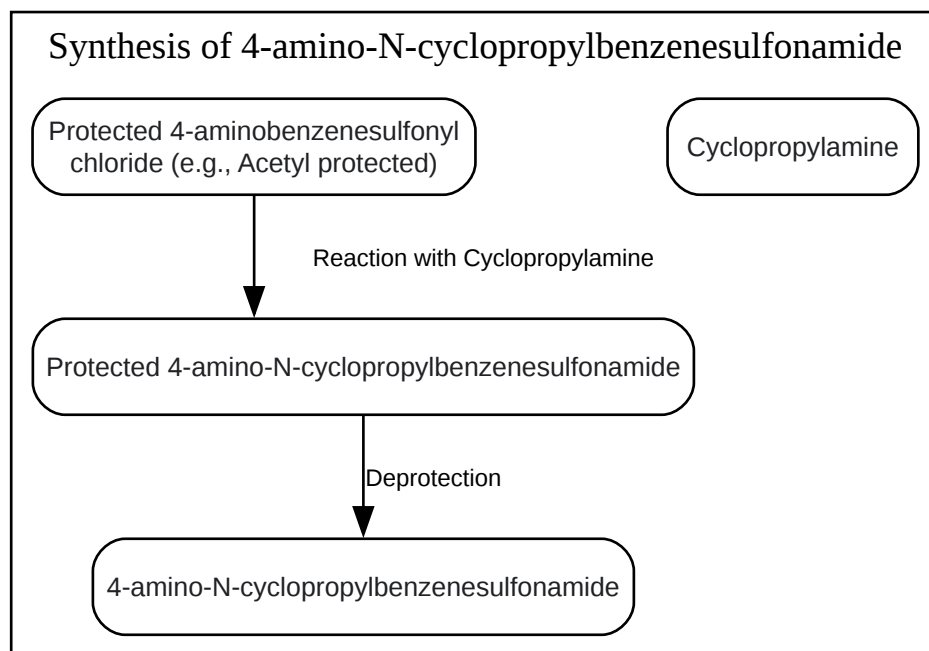 Synthesis of 4-amino-N-cyclopropylbenzenesulfonamide
Protected 4-aminobenzenesulfonyl
chloride (e.g., Acetyl protected)
Cyclopropylamine
Reaction with Cyclopropylamine
Protected 4-amino-N-cyclopropylbenzenesulfonamide
Deprotection
4-amino-N-cyclopropylbenzenesulfonamide